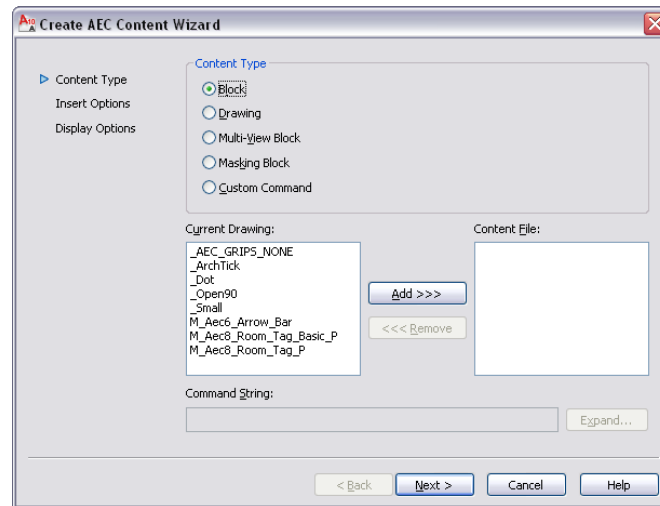 Create AEC Content Wizard
Content Type
Insert Options
Display Options
Content Type
Block
Drawing
Multi-View Block
Masking Block
Custom Command
Current Drawing:
_AEC_GRIPS_NONE
_ArchTick
_Dot
_Open90
_Small
M_Aec6_Arrow_Bar
M_Aec8_Room_Tag_Basic_P
M_Aec8_Room_Tag_P
Add >>>
<<< Remove
Content File:
Command String:
Expand...
< Back Next > Cancel Help